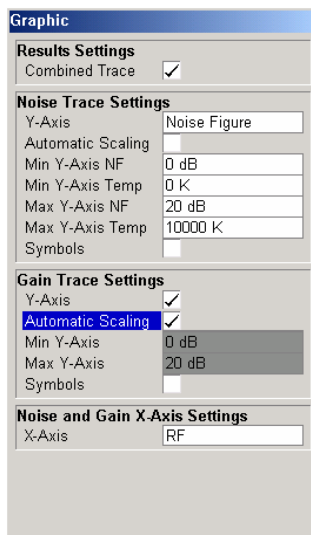 Graphic
Results Settings
Combined Trace
Noise Trace Settings
Y-Axis Noise Figure
Automatic Scaling
Min Y-Axis NF 0 dB
Min Y-Axis Temp 0 K
Max Y-Axis NF 20 dB
Max Y-Axis Temp 10000 K
Symbols
Gain Trace Settings
Y-Axis
Automatic Scaling
Min Y-Axis 0 dB
Max Y-Axis 20 dB
Symbols
Noise and Gain X-Axis Settings
X-Axis RF